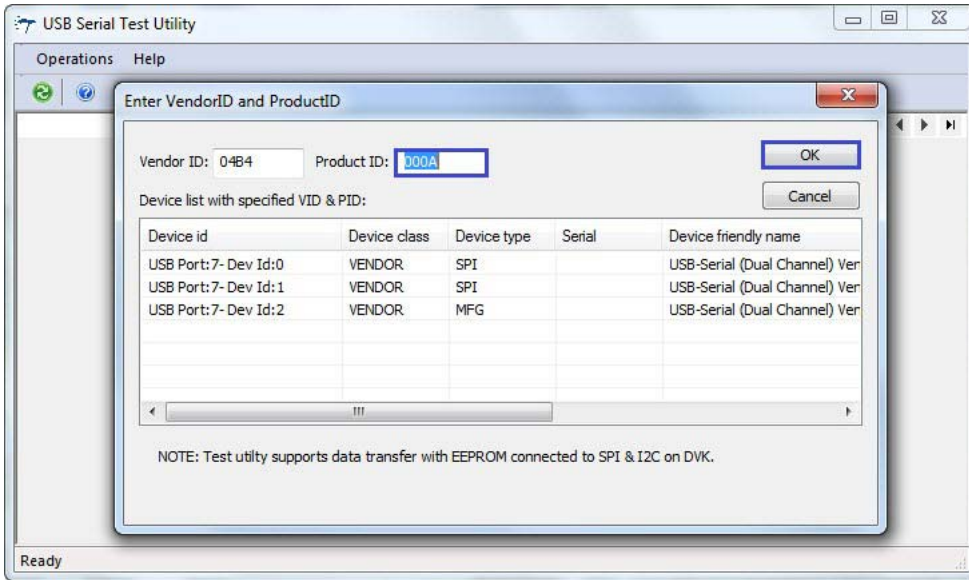 USB Serial Test Utility
Operations Help
Enter VendorID and ProductID
Vendor ID: 04B4 Product ID: 000A OK
Device list with specified VID & PID: Cancel
Device id Device class Device type Serial Device friendly name
USB Port:7- Dev Id:0 VENDOR SPI USB-Serial (Dual Channel) Ven
USB Port:7- Dev Id:1 VENDOR SPI USB-Serial (Dual Channel) Ven
USB Port:7- Dev Id:2 VENDOR MFG USB-Serial (Dual Channel) Ven
NOTE: Test utilty supports data transfer with EEPROM connected to SPI & I2C on DVK.
Ready